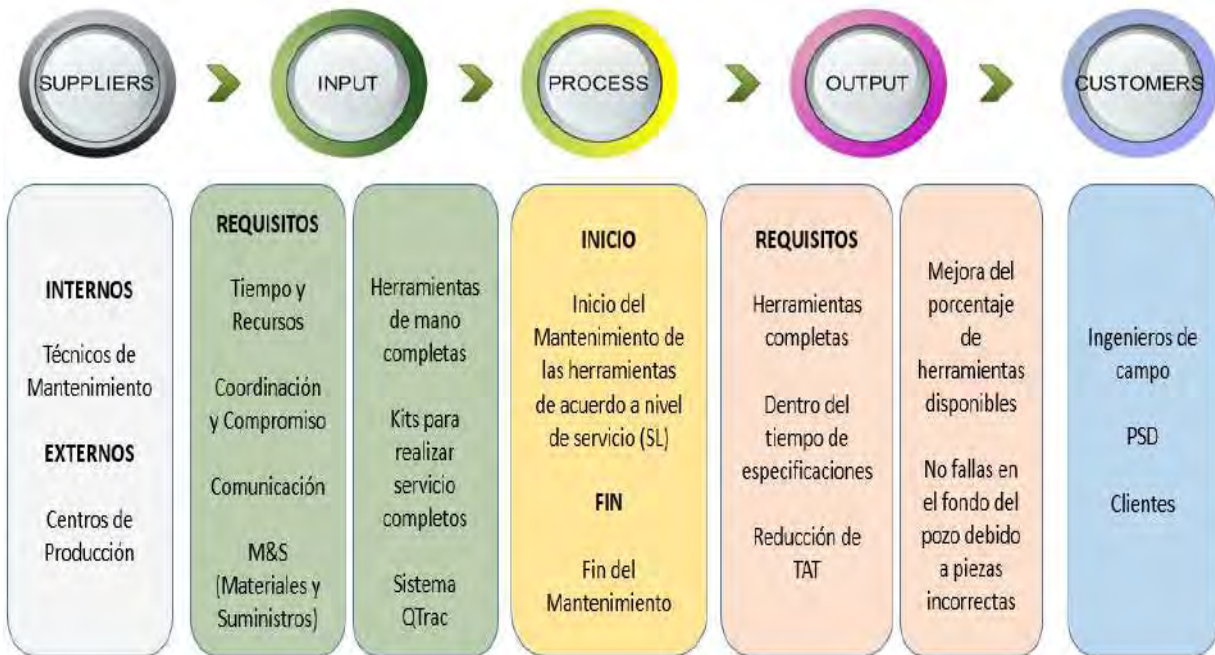 SUPPLIERS
INPUT
PROCESS
OUTPUT
CUSTOMERS
INTERNOS
Técnicos de
Mantenimiento
EXTERNOS
Centros de
Producción
REQUISITOS
Tiempo y
Recursos
Coordinación
y Compromiso
Comunicación
M&S
(Materiales y
Suministros)
Herramientas
de mano
completas
Kits para
realizar
servicio
completos
Sistema
QTrac
INICIO
Inicio del
Mantenimiento de
las herramientas
de acuerdo a nivel
de servicio (SL)
FIN
Fin del
Mantenimiento
REQUISITOS
Herramientas
completas
Dentro del
tiempo de
especificaciones
Reducción de
TAT
Mejora del
porcentaje
de
herramientas
disponibles
No fallas en
el fondo del
pozo debido
a piezas
incorrectas
Ingenieros de
campo
PSD
Clientes